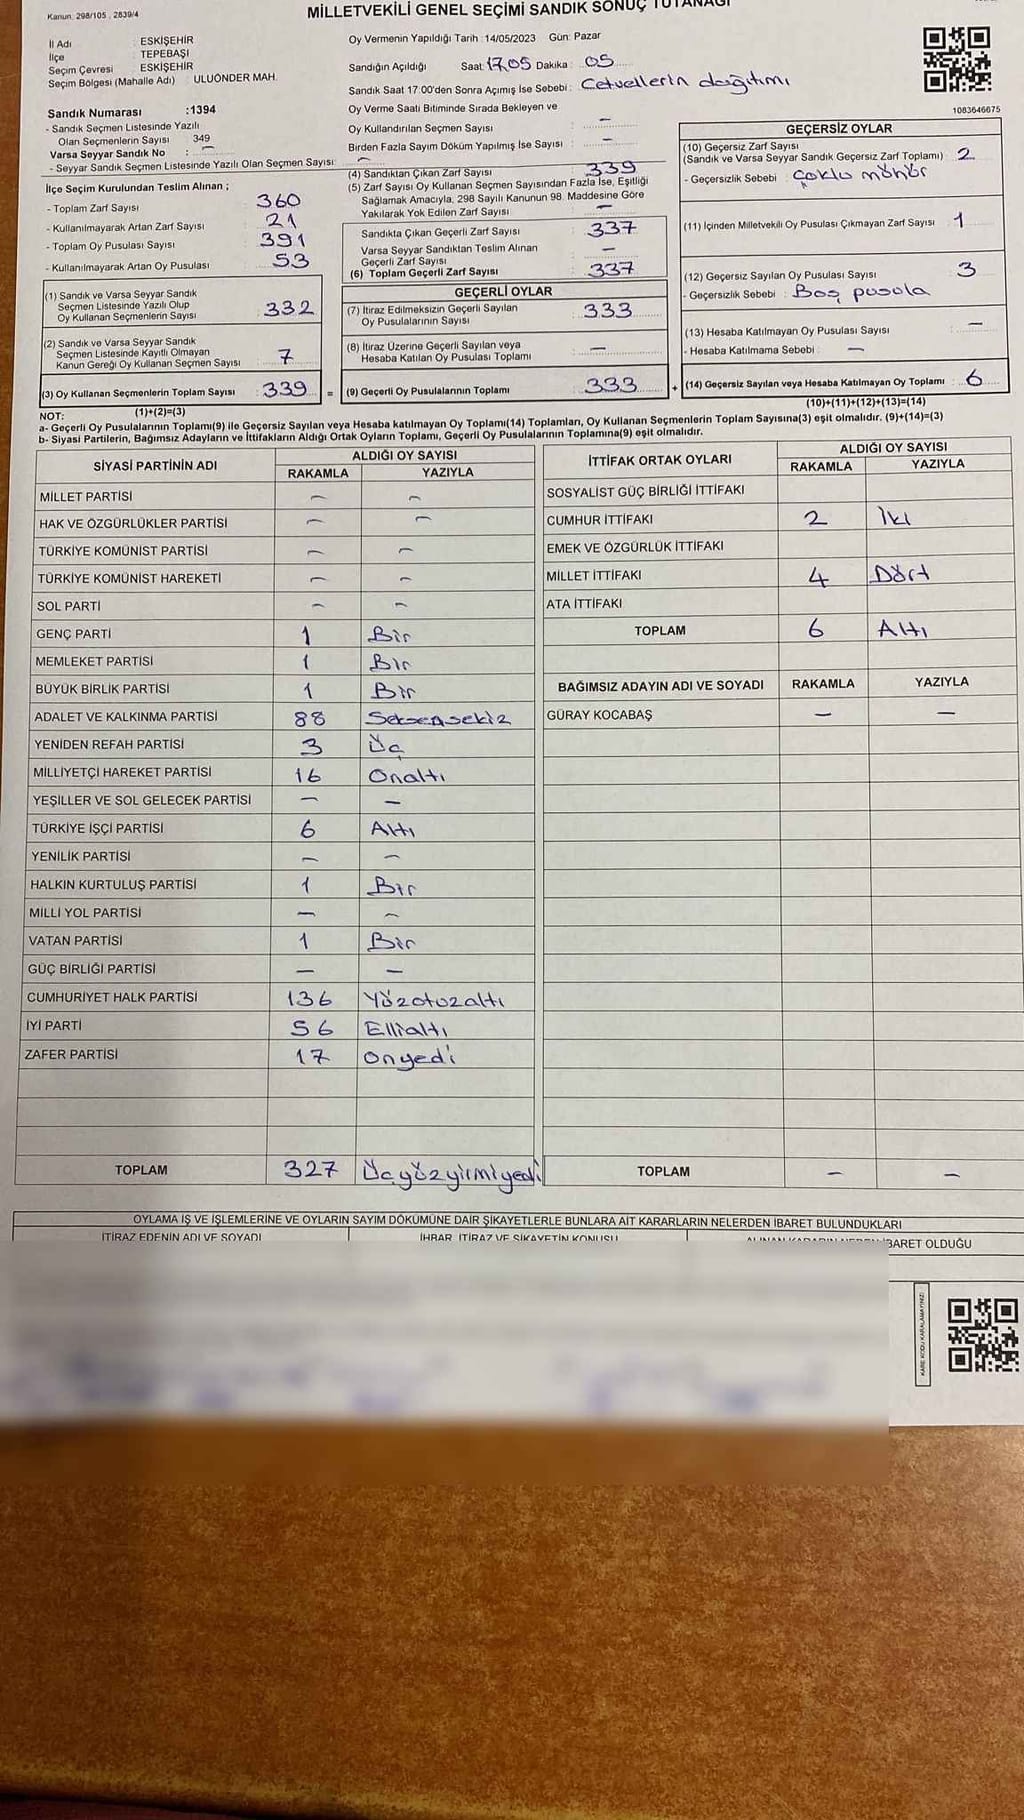 Kanun: 298/105 , 2839/4
MİLLETVEKİLİ GENEL SEÇİMİ SANDIK SONUÇ TUTANAĞI
İl Adı : ESKİŞEHİR
İlçe : TEPEBAŞI
Seçim Çevresi : ESKİŞEHİR
Seçim Bölgesi (Mahalle Adı) : ULUÖNDER MAH.
Sandık Numarası :1394
- Sandık Seçmen Listesinde Yazılı
Olan Seçmenlerin Sayısı : 349
Varsa Seyyar Sandık No : –
- Seyyar Sandık Seçmen Listesinde Yazılı Olan Seçmen Sayısı: –
İlçe Seçim Kurulundan Teslim Alınan ;
- Toplam Zarf Sayısı 360
- Kullanılmayarak Artan Zarf Sayısı 21
- Toplam Oy Pusulası Sayısı 391
- Kullanılmayarak Artan Oy Pusulası 53
(1) Sandık ve Varsa Seyyar Sandık
Seçmen Listesinde Yazılı Olup
Oy Kullanan Seçmenlerin Sayısı 332
(2) Sandık ve Varsa Seyyar Sandık
Seçmen Listesinde Kayıtlı Olmayan
Kanun Gereği Oy Kullanan Seçmen Sayısı 7
(3) Oy Kullanan Seçmenlerin Toplam Sayısı : 339 =
(1)+(2)=(3)
Oy Vermenin Yapıldığı Tarih :14/05/2023 Gün: Pazar
Sandığın Açıldığı Saat: 17.05 Dakika : 05
Sandık Saat 17:00'den Sonra Açımış İse Sebebi : Cetvellerin dağıtımı
Oy Verme Saati Bitiminde Sırada Bekleyen ve
Oy Kullandırılan Seçmen Sayısı : –
Birden Fazla Sayım Döküm Yapılmış İse Sayısı : –
(4) Sandıktan Çıkan Zarf Sayısı : 339
(5) Zarf Sayısı Oy Kullanan Seçmen Sayısından Fazla İse, Eşitliği
Sağlamak Amacıyla, 298 Sayılı Kanunun 98. Maddesine Göre
Yakılarak Yok Edilen Zarf Sayısı : –
Sandıkta Çıkan Geçerli Zarf Sayısı : 337
Varsa Seyyar Sandıktan Teslim Alınan
Geçerli Zarf Sayısı : –
(6) Toplam Geçerli Zarf Sayısı : 337
GEÇERLİ OYLAR
(7) İtiraz Edilmeksizin Geçerli Sayılan
Oy Pusulalarının Sayısı : 333
(8) İtiraz Üzerine Geçerli Sayılan veya
Hesaba Katılan Oy Pusulası Toplamı : –
(9) Geçerli Oy Pusulalarının Toplamı : 333 +
1083646675
GEÇERSİZ OYLAR
(10) Geçersiz Zarf Sayısı
(Sandık ve Varsa Seyyar Sandık Geçersiz Zarf Toplamı) : 2
- Geçersizlik Sebebi : Çoklu mühür
(11) İçinden Milletvekili Oy Pusulası Çıkmayan Zarf Sayısı : 1
(12) Geçersiz Sayılan Oy Pusulası Sayısı : 3
- Geçersizlik Sebebi : Boş pusula
(13) Hesaba Katılmayan Oy Pusulası Sayısı : –
- Hesaba Katılmama Sebebi : –
(14) Geçersiz Sayılan veya Hesaba Katılmayan Oy Toplamı : 6
(10)+(11)+(12)+(13)=(14)
NOT:
a- Geçerli Oy Pusulalarının Toplamı(9) ile Geçersiz Sayılan veya Hesaba katılmayan Oy Toplamı(14) Toplamları, Oy Kullanan Seçmenlerin Toplam Sayısına(3) eşit olmalıdır. (9)+(14)=(3)
b- Siyasi Partilerin, Bağımsız Adayların ve İttifakların Aldığı Ortak Oyların Toplamı, Geçerli Oy Pusulalarının Toplamına(9) eşit olmalıdır.
SİYASİ PARTİNİN ADI ALDIĞI OY SAYISI
RAKAMLA YAZIYLA
MİLLET PARTİSİ – –
HAK VE ÖZGÜRLÜKLER PARTİSİ – –
TÜRKİYE KOMÜNİST PARTİSİ – –
TÜRKİYE KOMÜNİST HAREKETİ – –
SOL PARTİ – –
GENÇ PARTİ 1 Bir
MEMLEKET PARTİSİ 1 Bir
BÜYÜK BİRLİK PARTİSİ 1 Bir
ADALET VE KALKINMA PARTİSİ 88 Seksensekiz
YENİDEN REFAH PARTİSİ 3 Üç
MİLLİYETÇİ HAREKET PARTİSİ 16 Onaltı
YEŞİLLER VE SOL GELECEK PARTİSİ – –
TÜRKİYE İŞÇİ PARTİSİ 6 Altı
YENİLİK PARTİSİ – –
HALKIN KURTULUŞ PARTİSİ 1 Bir
MİLLİ YOL PARTİSİ – –
VATAN PARTİSİ 1 Bir
GÜÇ BİRLİĞİ PARTİSİ – –
CUMHURİYET HALK PARTİSİ 136 Yüzotuzaltı
İYİ PARTİ 56 Ellialtı
ZAFER PARTİSİ 17 Onyedi
TOPLAM 327 Üçyüzyirmiyedi
İTTİFAK ORTAK OYLARI ALDIĞI OY SAYISI
RAKAMLA YAZIYLA
SOSYALİST GÜÇ BİRLİĞİ İTTİFAKI
CUMHUR İTTİFAKI 2 İki
EMEK VE ÖZGÜRLÜK İTTİFAKI
MİLLET İTTİFAKI 4 Dört
ATA İTTİFAKI
TOPLAM 6 Altı
BAĞIMSIZ ADAYIN ADI VE SOYADI RAKAMLA YAZIYLA
GÜRAY KOCABAŞ – –
TOPLAM – –
OYLAMA İŞ VE İŞLEMLERİNE VE OYLARIN SAYIM DÖKÜMÜNE DAİR ŞİKAYETLERLE BUNLARA AİT KARARLARIN NELERDEN İBARET BULUNDUKLARI
İTİRAZ EDENİN ADI VE SOYADI İHBAR, İTİRAZ VE ŞİKAYETİN KONUSU İBARET OLDUĞU
KARE KODU KARALAMAYINIZ!